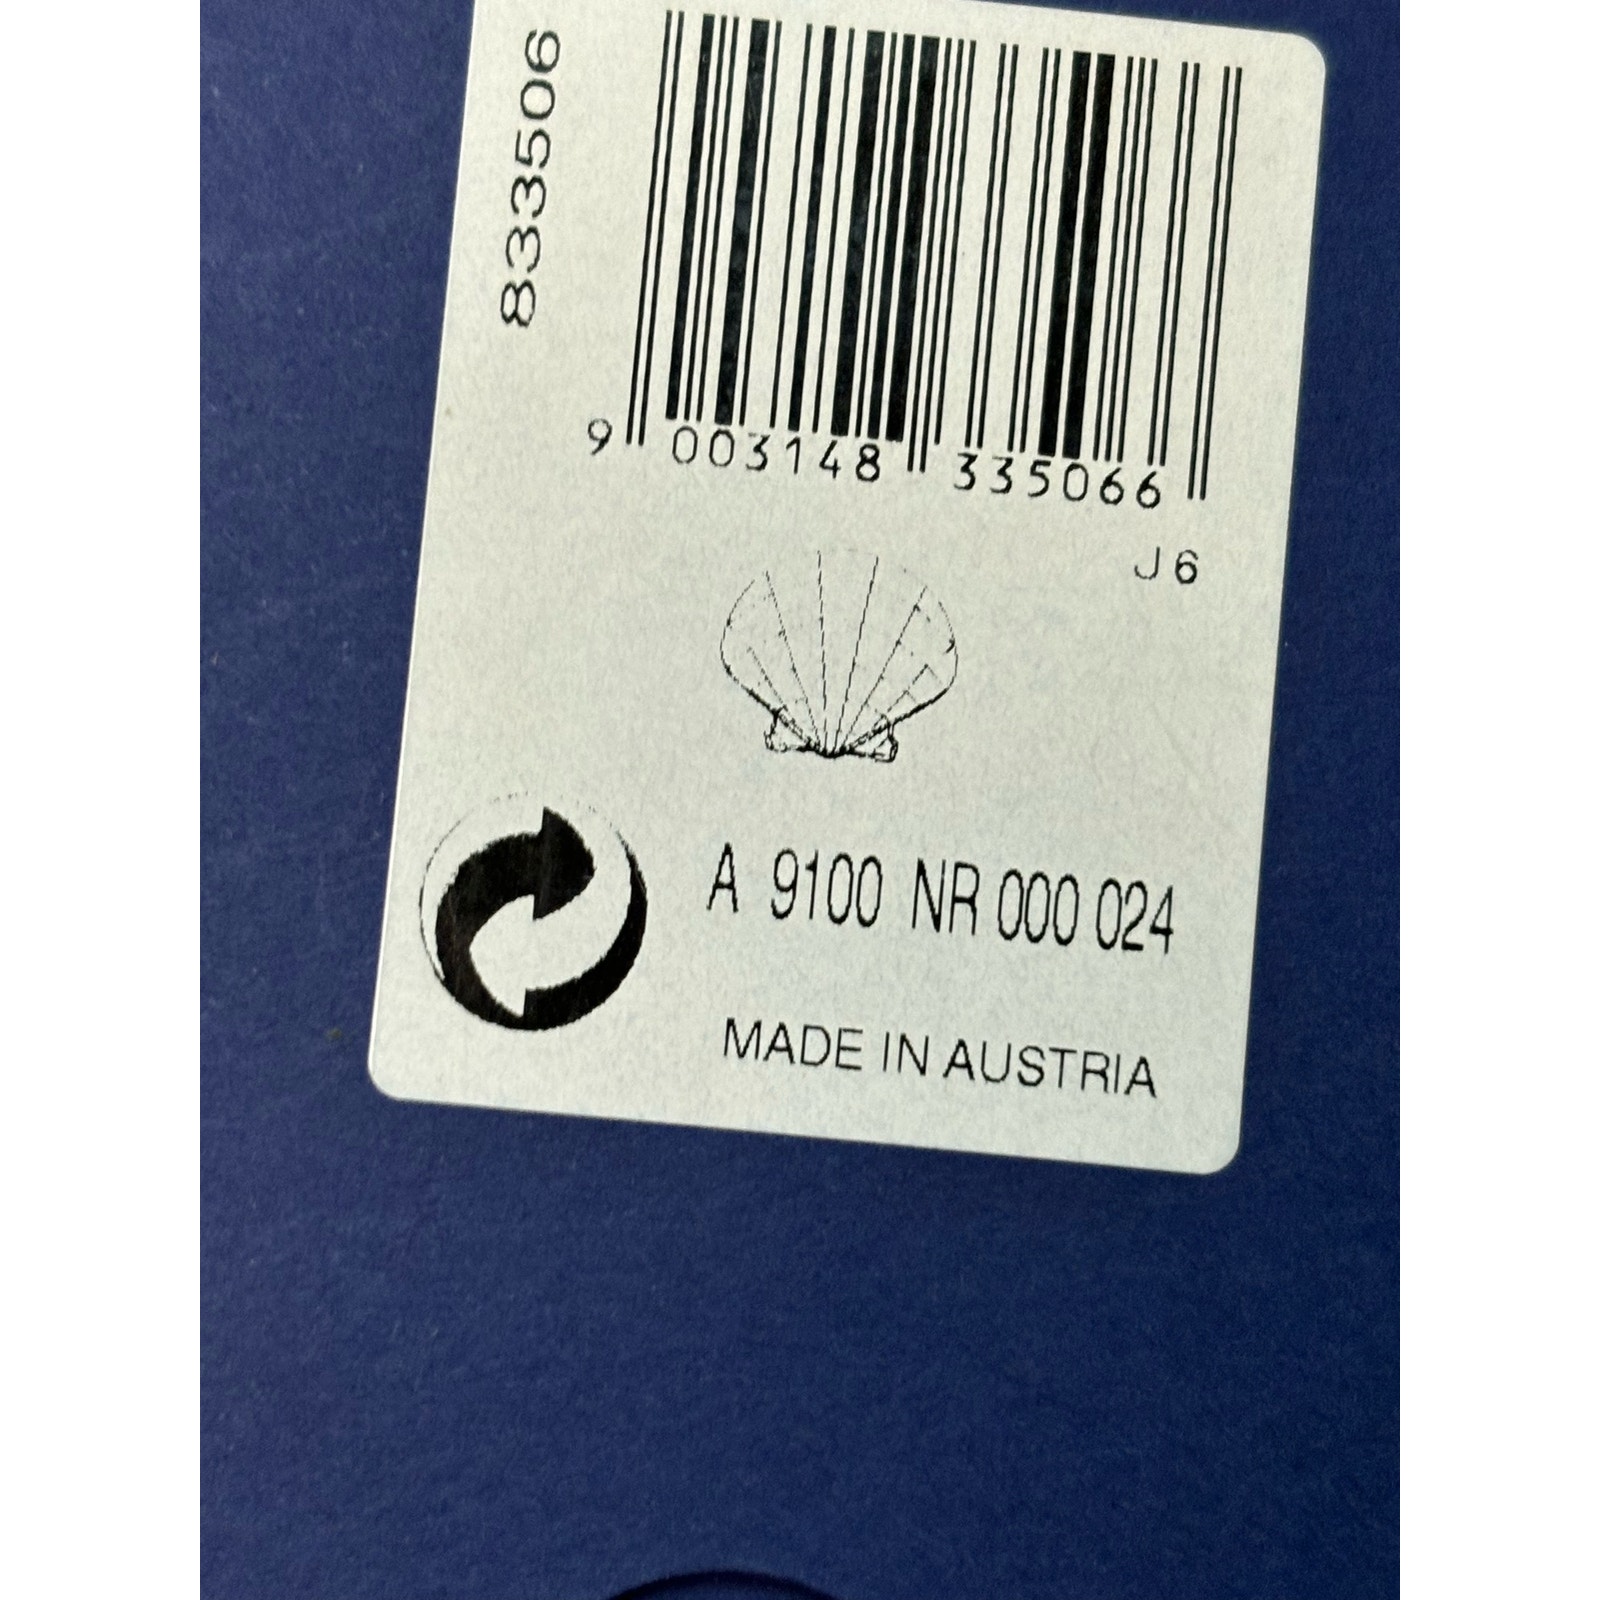 833506
9 003148 335066
J6
A 9100 NR 000 024
MADE IN AUSTRIA